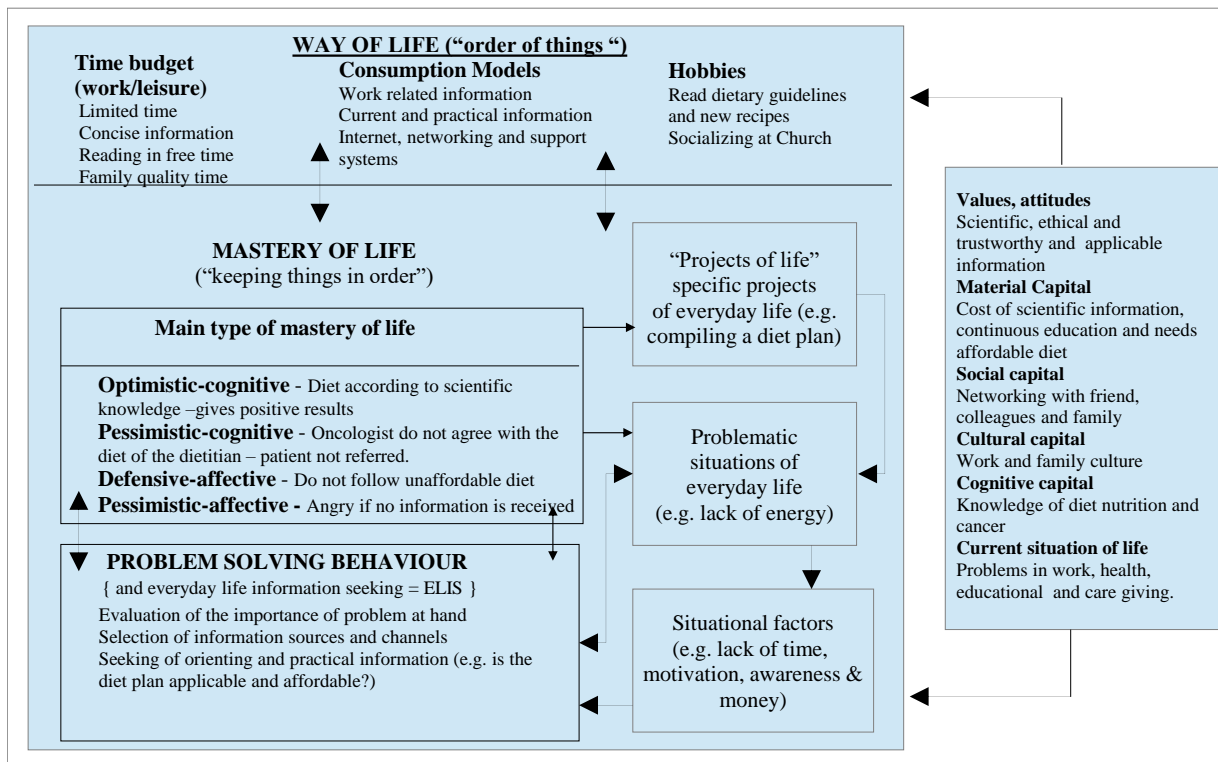 WAY OF LIFE (“order of things “)
Time budget
(work/leisure)
Limited time
Concise information
Reading in free time
Family quality time
Consumption Models
Work related information
Current and practical information
Internet, networking and support
systems
Hobbies
Read dietary guidelines
and new recipes
Socializing at Church
MASTERY OF LIFE
(“keeping things in order”)
Main type of mastery of life
Optimistic-cognitive - Diet according to scientific
knowledge –gives positive results
Pessimistic-cognitive - Oncologist do not agree with the
diet of the dietitian – patient not referred.
Defensive-affective - Do not follow unaffordable diet
Pessimistic-affective - Angry if no information is received
“Projects of life”
specific projects
of everyday life (e.g.
compiling a diet plan)
Problematic
situations of
everyday life
(e.g. lack of energy)
PROBLEM SOLVING BEHAVIOUR
{ and everyday life information seeking = ELIS }
Evaluation of the importance of problem at hand
Selection of information sources and channels
Seeking of orienting and practical information (e.g. is the
diet plan applicable and affordable?)
Situational factors
(e.g. lack of time,
motivation, awareness &
money)
Values, attitudes
Scientific, ethical and
trustworthy and applicable
information
Material Capital
Cost of scientific information,
continuous education and needs
affordable diet
Social capital
Networking with friend,
colleagues and family
Cultural capital
Work and family culture
Cognitive capital
Knowledge of diet nutrition and
cancer
Current situation of life
Problems in work, health,
educational and care giving.